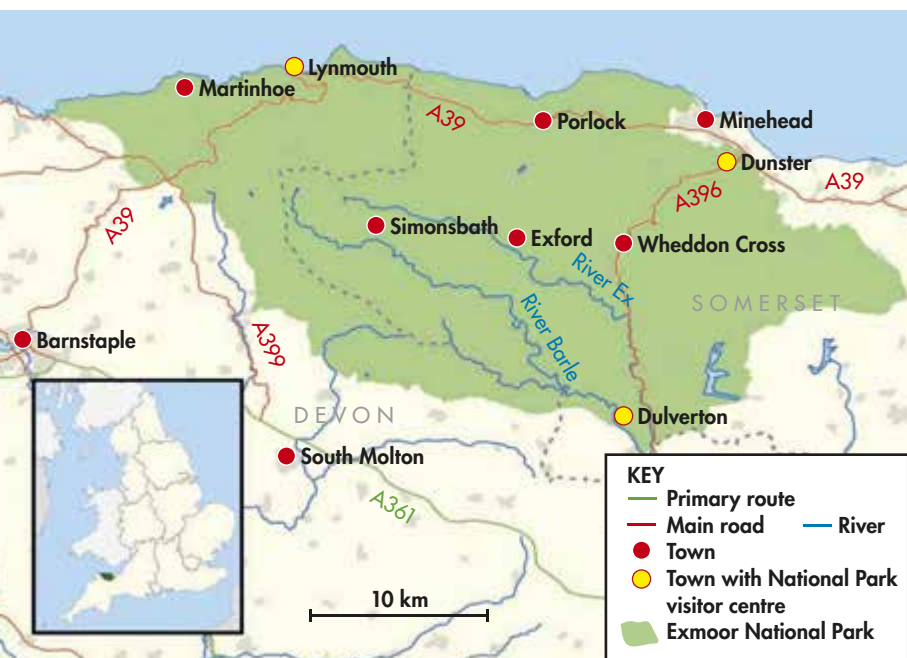 Lynmouth
Martinhoe
A39
Porlock
Minehead
Dunster
A39
A396
A39
Simonsbath
Exford
Wheddon Cross
River Ex
SOMERSET
River Barle
Barnstaple
A399
DEVON
Dulverton
South Molton
A361
10 km
KEY
Primary route
Main road
River
Town
Town with National Park
visitor centre
Exmoor National Park